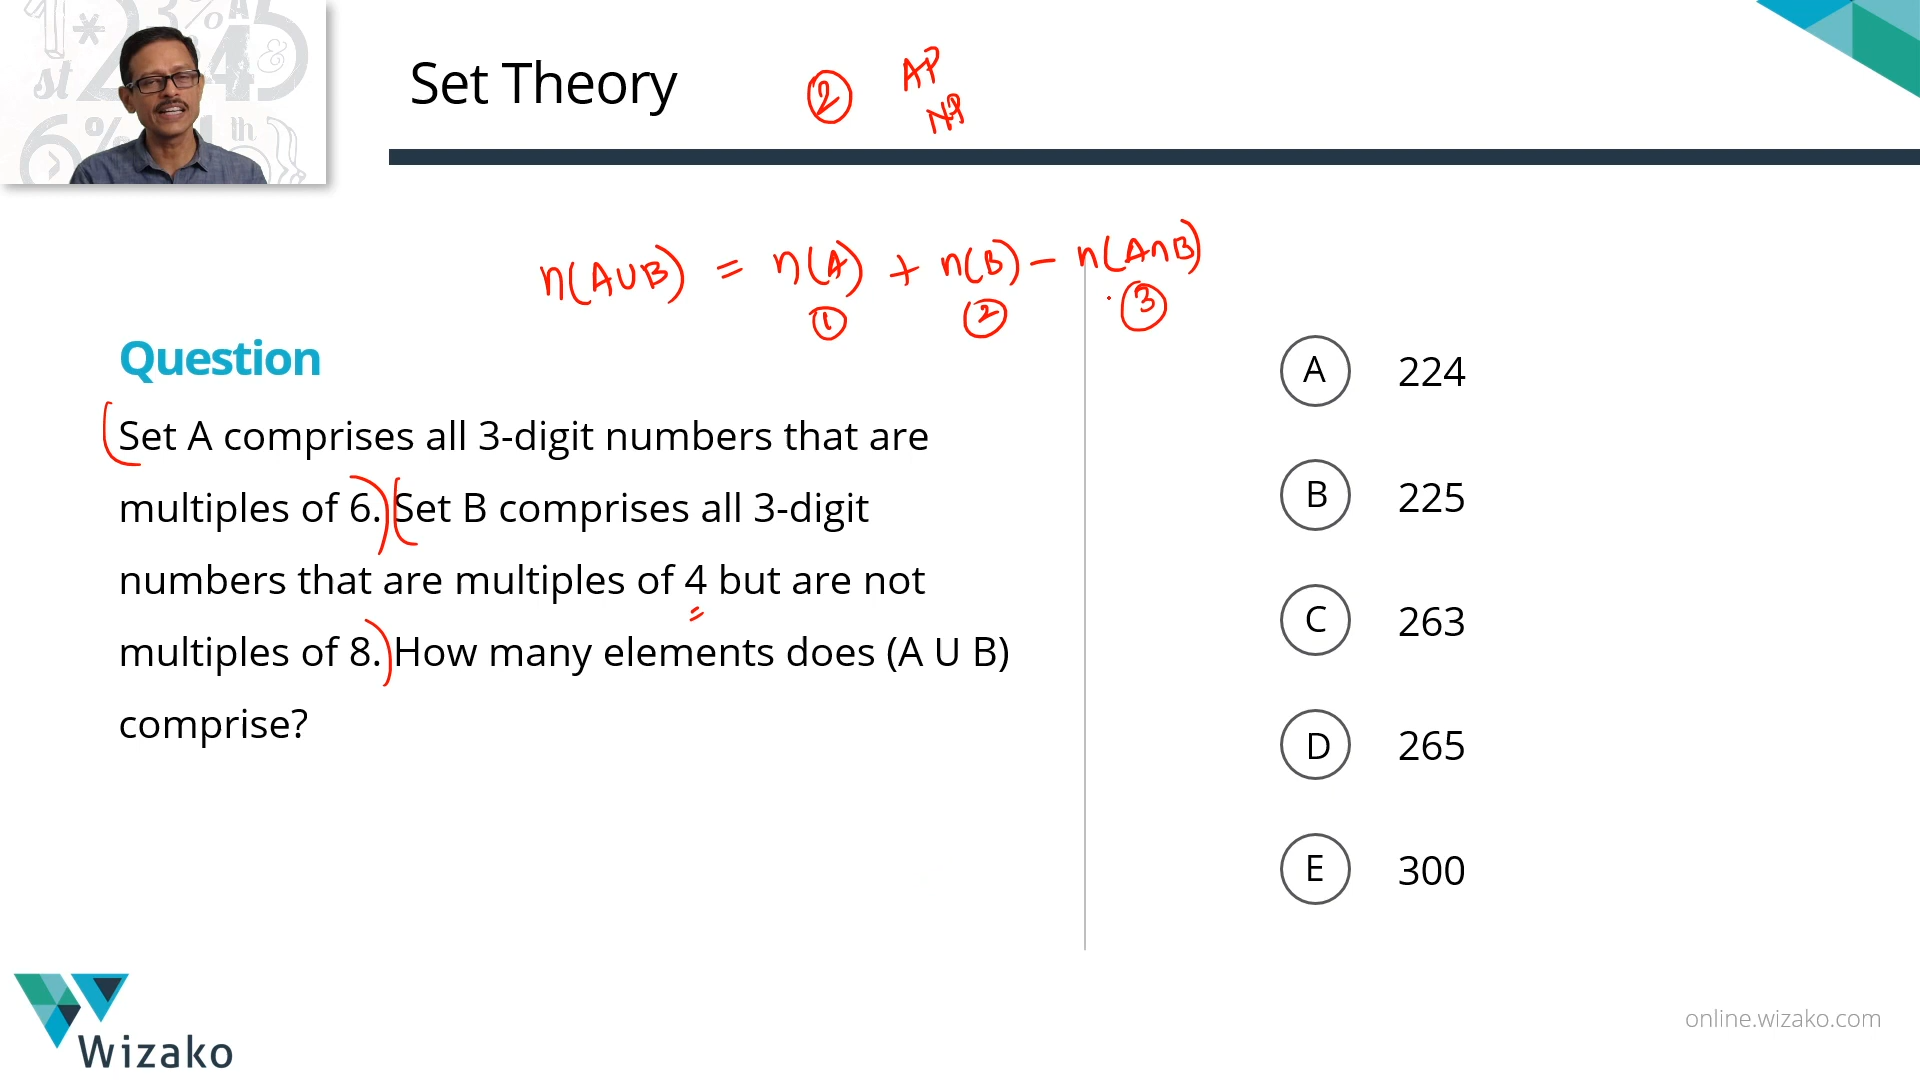 Set Theory
② AP
NP
n(A∪B) = n(A) + n(B) - n(A∩B)
① ② ③
Question
Set A comprises all 3-digit numbers that are
multiples of 6. Set B comprises all 3-digit
numbers that are multiples of 4 but are not
multiples of 8. How many elements does (A U B)
comprise?
A 224
B 225
C 263
D 265
E 300
Wizako
online.wizako.com